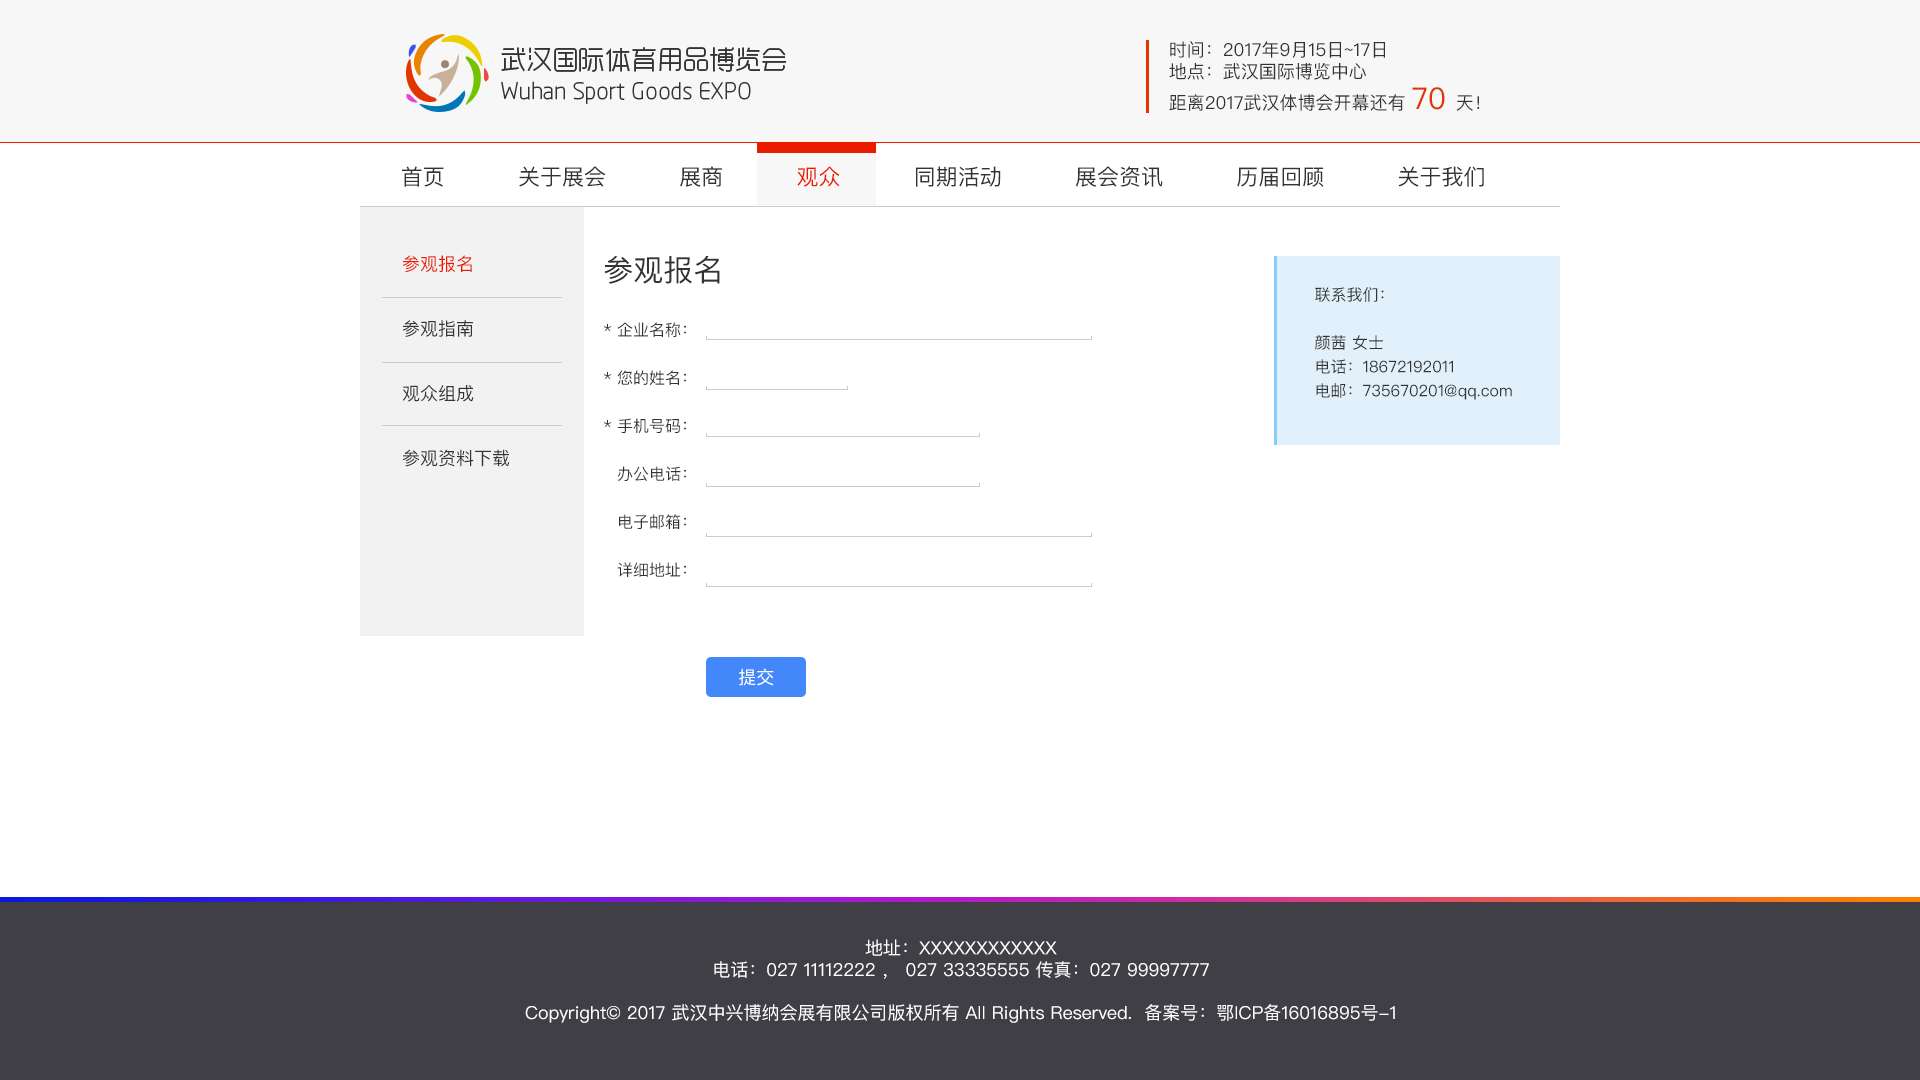 武汉国际体育用品博览会
Wuhan Sport Goods EXPO
时间：2017年9月15日~17日
地点：武汉国际博览中心
距离2017武汉体博会开幕还有 70 天！
首页 关于展会 展商 观众 同期活动 展会资讯 历届回顾 关于我们
参观报名
参观指南
观众组成
参观资料下载
参观报名
* 企业名称：
* 您的姓名：
* 手机号码：
办公电话：
电子邮箱：
详细地址：
提交
联系我们：
颜茜 女士
电话：18672192011
电邮：735670201@qq.com
地址：XXXXXXXXXXXX
电话：027 11112222 ， 027 33335555 传真：027 99997777
Copyright© 2017 武汉中兴博纳会展有限公司版权所有 All Rights Reserved. 备案号：鄂ICP备16016895号-1